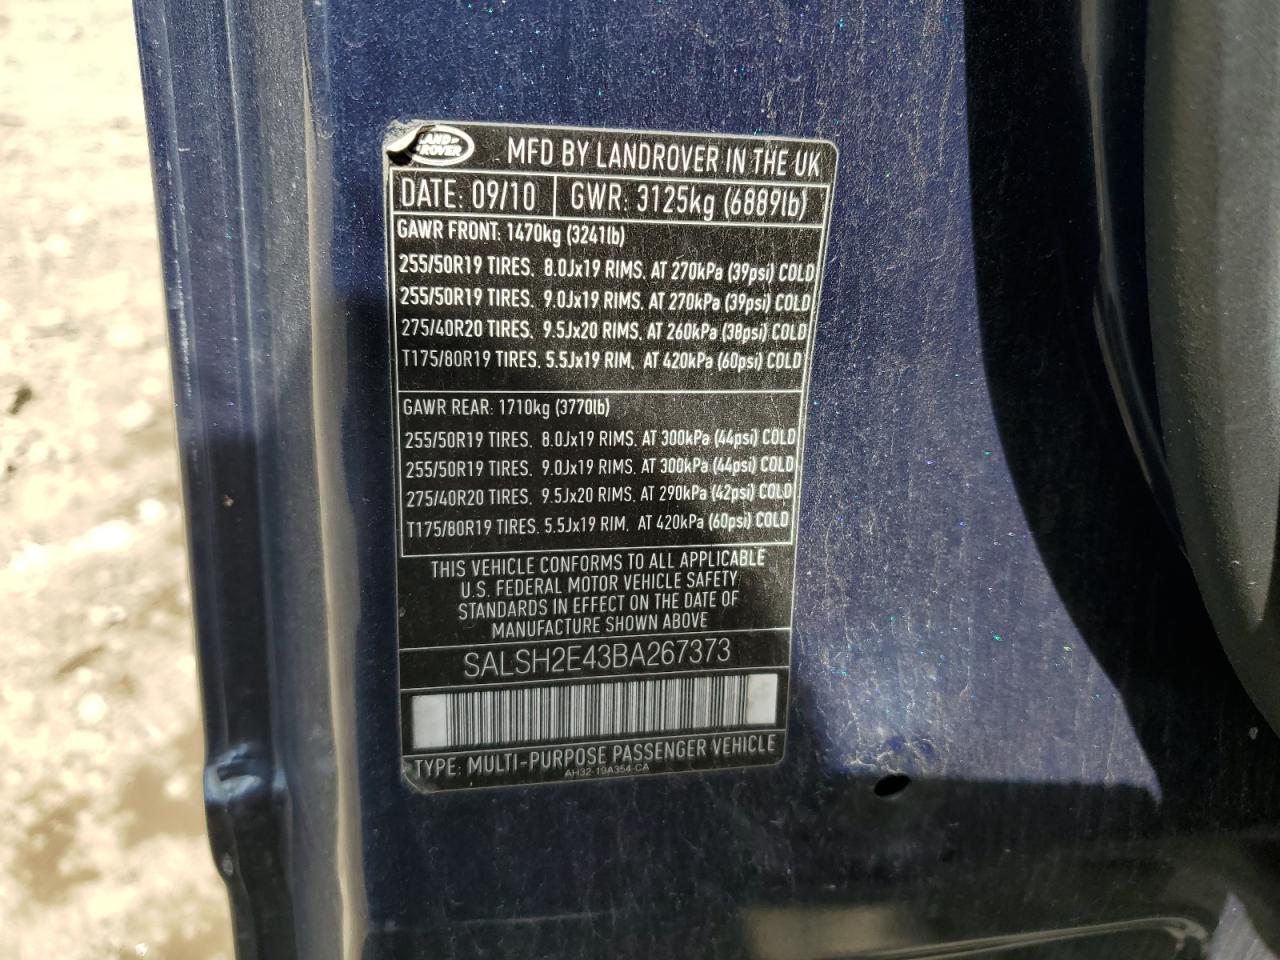 LAND ROVER
MFD BY LANDROVER IN THE UK
DATE: 09/10 GWR: 3125kg (6889lb)
GAWR FRONT: 1470kg (3241lb)
255/50R19 TIRES, 8.0Jx19 RIMS, AT 270kPa (39psi) COLD
255/50R19 TIRES, 9.0Jx19 RIMS, AT 270kPa (39psi) COLD
275/40R20 TIRES, 9.5Jx20 RIMS, AT 260kPa (38psi) COLD
T175/80R19 TIRES, 5.5Jx19 RIM, AT 420kPa (60psi) COLD
GAWR REAR: 1710kg (3770lb)
255/50R19 TIRES, 8.0Jx19 RIMS, AT 300kPa (44psi) COLD
255/50R19 TIRES, 9.0Jx19 RIMS, AT 300kPa (44psi) COLD
275/40R20 TIRES, 9.5Jx20 RIMS, AT 290kPa (42psi) COLD
T175/80R19 TIRES, 5.5Jx19 RIM, AT 420kPa (60psi) COLD
THIS VEHICLE CONFORMS TO ALL APPLICABLE
U.S. FEDERAL MOTOR VEHICLE SAFETY
STANDARDS IN EFFECT ON THE DATE OF
MANUFACTURE SHOWN ABOVE
SALSH2E43BA267373
TYPE: MULTI-PURPOSE PASSENGER VEHICLE
AH32-19A354-CA